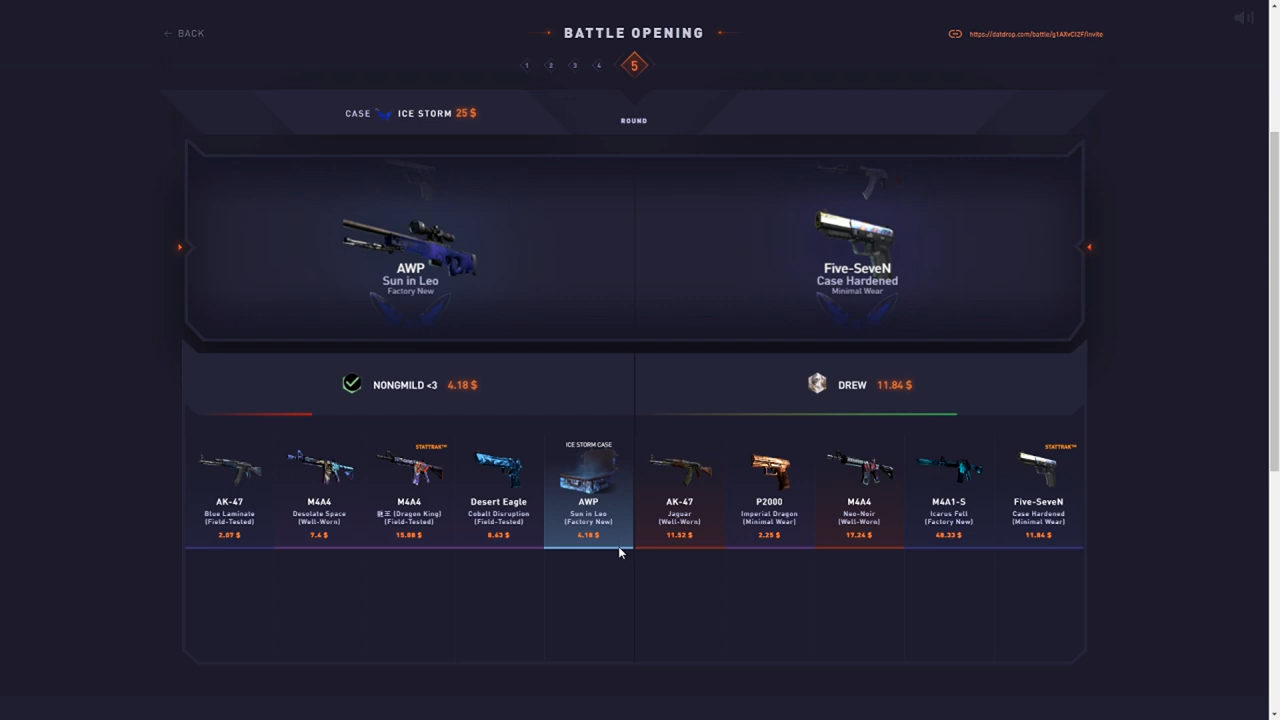 ← BACK
BATTLE OPENING
https://datdrop.com/battle/g1AXvCI2F/invite
1 2 3 4 5
CASE ICE STORM 25 $
ROUND
AWP
Sun in Leo
Factory New
Five-SeveN
Case Hardened
Minimal Wear
NONGMILD <3 4.18 $
DREW 11.84 $
AK-47
Blue Laminate
(Field-Tested)
2.07 $
M4A4
Desolate Space
(Well-Worn)
7.4 $
STATTRAK™
M4A4
龍王 (Dragon King)
(Field-Tested)
15.88 $
Desert Eagle
Cobalt Disruption
(Field-Tested)
8.63 $
ICE STORM CASE
AWP
Sun in Leo
(Factory New)
4.18 $
AK-47
Jaguar
(Well-Worn)
11.52 $
P2000
Imperial Dragon
(Minimal Wear)
2.25 $
M4A4
Neo-Noir
(Well-Worn)
17.24 $
M4A1-S
Icarus Fell
(Factory New)
48.33 $
STATTRAK™
Five-SeveN
Case Hardened
(Minimal Wear)
11.84 $